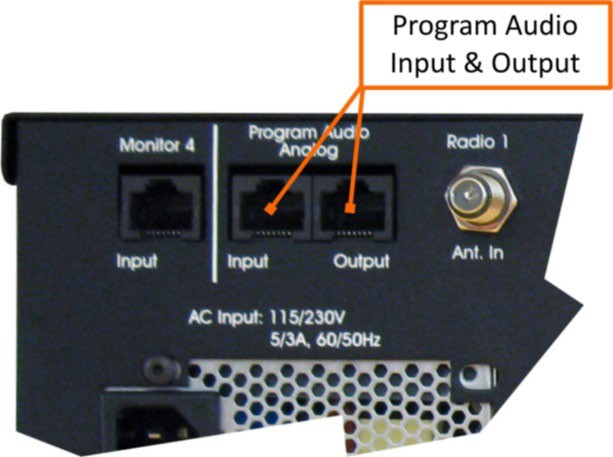 Program Audio
Input & Output
Monitor 4
Program Audio
Analog
Radio 1
Input
Input
Output
Ant. In
AC Input: 115/230V
5/3A, 60/50Hz